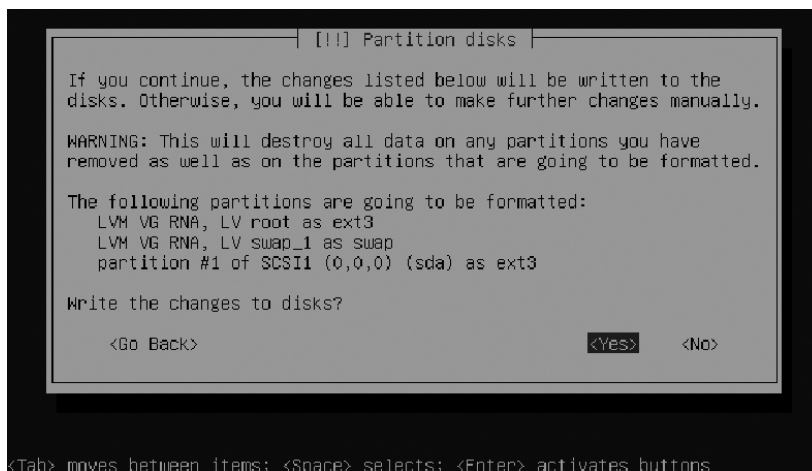 [!!] Partition disks
If you continue, the changes listed below will be written to the
disks. Otherwise, you will be able to make further changes manually.
WARNING: This will destroy all data on any partitions you have
removed as well as on the partitions that are going to be formatted.
The following partitions are going to be formatted:
LVM VG RNA, LV root as ext3
LVM VG RNA, LV swap_1 as swap
partition #1 of SCSI1 (0,0,0) (sda) as ext3
Write the changes to disks?
<Go Back> <Yes> <No>
<Tab> moves between items; <Space> selects; <Enter> activates buttons